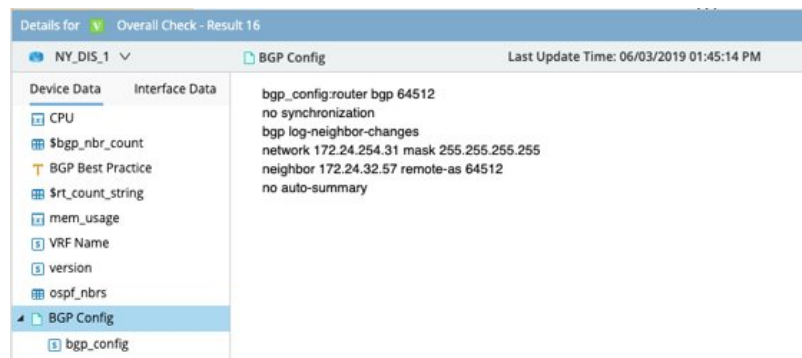 Details for V Overall Check - Result 16
NY_DIS_1
BGP Config
Last Update Time: 06/03/2019 01:45:14 PM
Device Data Interface Data
CPU
$bgp_nbr_count
BGP Best Practice
$rt_count_string
mem_usage
VRF Name
version
ospf_nbrs
BGP Config
bgp_config
bgp_config:router bgp 64512
no synchronization
bgp log-neighbor-changes
network 172.24.254.31 mask 255.255.255.255
neighbor 172.24.32.57 remote-as 64512
no auto-summary